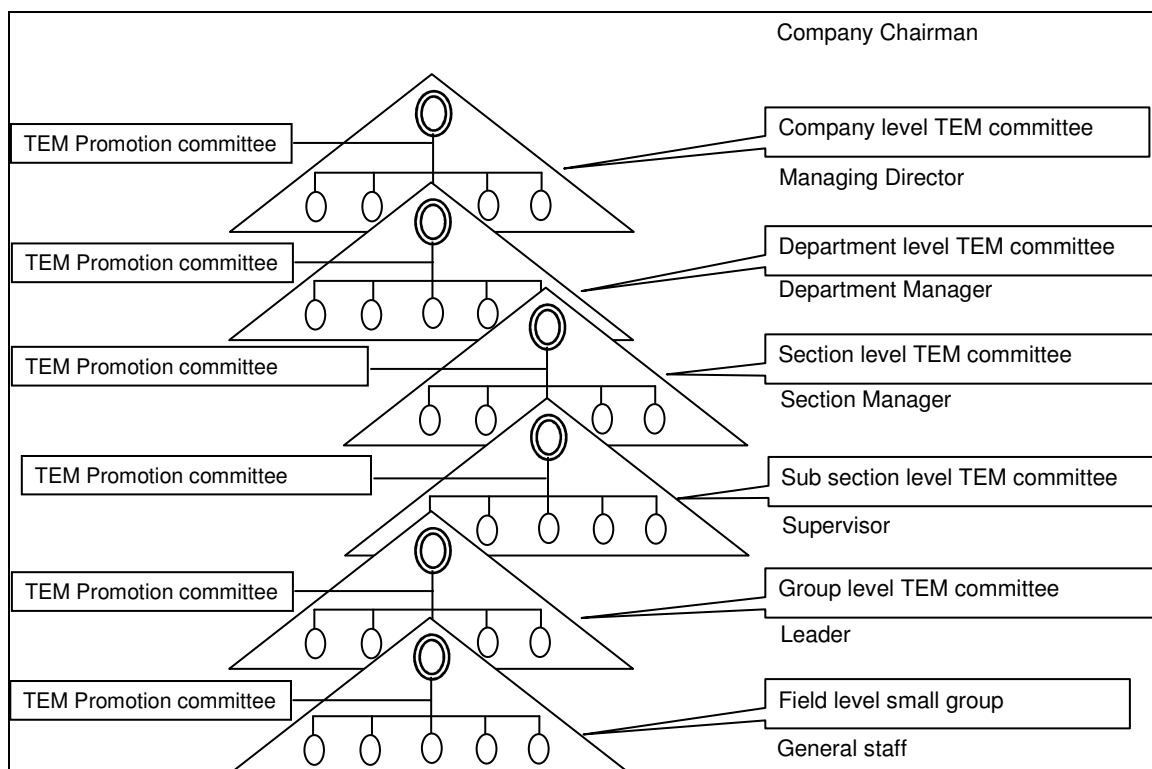 Company Chairman
TEM Promotion committee
Company level TEM committee
Managing Director
TEM Promotion committee
Department level TEM committee
Department Manager
TEM Promotion committee
Section level TEM committee
Section Manager
TEM Promotion committee
Sub section level TEM committee
Supervisor
TEM Promotion committee
Group level TEM committee
Leader
TEM Promotion committee
Field level small group
General staff